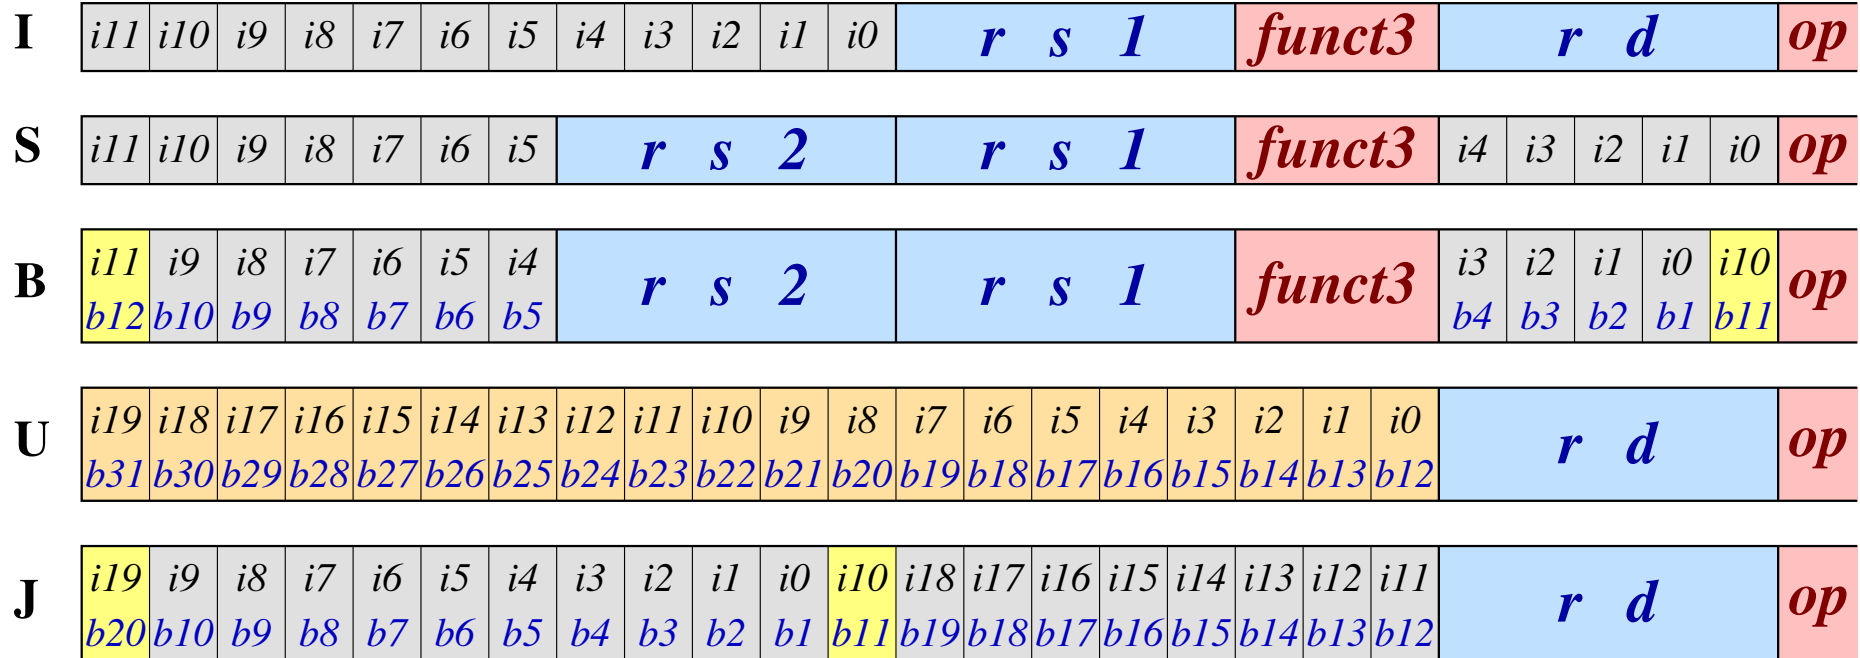 I i11 i10 i9 i8 i7 i6 i5 i4 i3 i2 i1 i0 r s 1 funct3 r d op
S i11 i10 i9 i8 i7 i6 i5 r s 2 r s 1 funct3 i4 i3 i2 i1 i0 op
B i11 i9 i8 i7 i6 i5 i4 r s 2 r s 1 funct3 i3 i2 i1 i0 i10 op
b12 b10 b9 b8 b7 b6 b5 b4 b3 b2 b1 b11
U i19 i18 i17 i16 i15 i14 i13 i12 i11 i10 i9 i8 i7 i6 i5 i4 i3 i2 i1 i0 r d op
b31 b30 b29 b28 b27 b26 b25 b24 b23 b22 b21 b20 b19 b18 b17 b16 b15 b14 b13 b12
J i19 i9 i8 i7 i6 i5 i4 i3 i2 i1 i0 i10 i18 i17 i16 i15 i14 i13 i12 i11 r d op
b20 b10 b9 b8 b7 b6 b5 b4 b3 b2 b1 b11 b19 b18 b17 b16 b15 b14 b13 b12